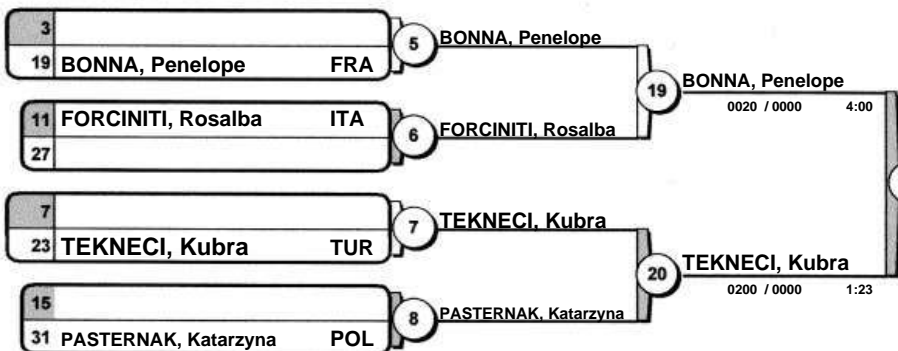 3
19 BONNA, Penelope FRA
5 BONNA, Penelope
11 FORCINITI, Rosalba ITA
27
6 FORCINITI, Rosalba
19 BONNA, Penelope
0020 / 0000 4:00
7
23 TEKNECI, Kubra TUR
7 TEKNECI, Kubra
15
31 PASTERNAK, Katarzyna POL
8 PASTERNAK, Katarzyna
20 TEKNECI, Kubra
0200 / 0000 1:23